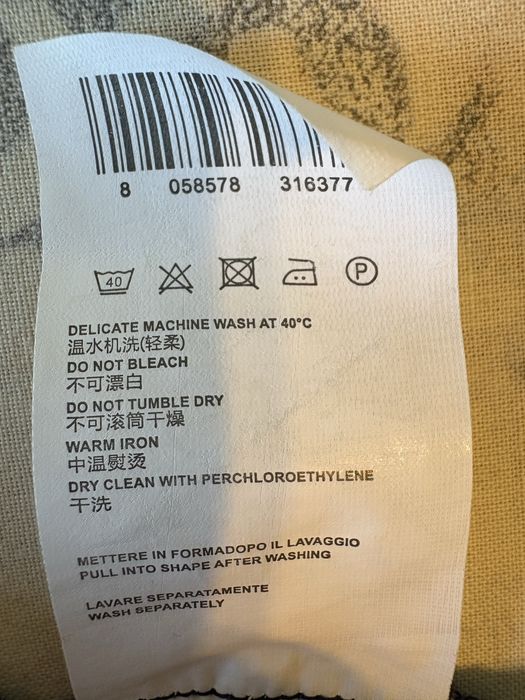 8 058578 316377
40 P
DELICATE MACHINE WASH AT 40°C
温水机洗(轻柔)
DO NOT BLEACH
不可漂白
DO NOT TUMBLE DRY
不可滚筒干燥
WARM IRON
中温熨烫
DRY CLEAN WITH PERCHLOROETHYLENE
干洗
METTERE IN FORMADOPO IL LAVAGGIO
PULL INTO SHAPE AFTER WASHING
LAVARE SEPARATAMENTE
WASH SEPARATELY